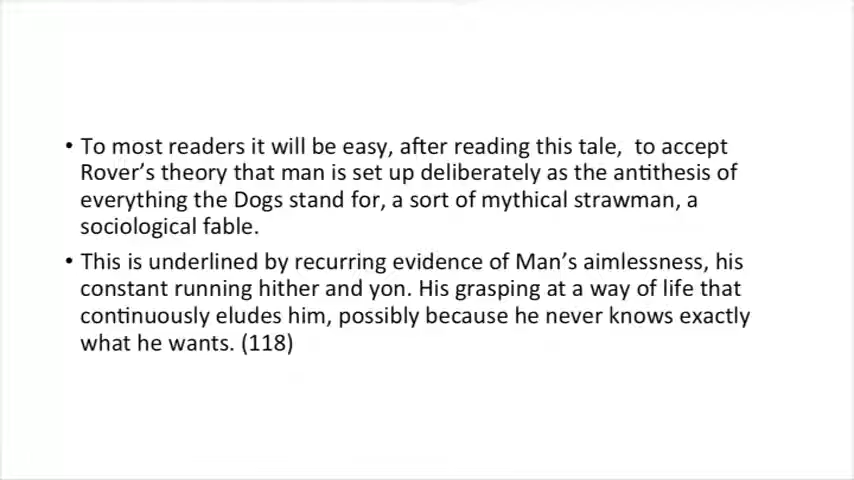 • To most readers it will be easy, after reading this tale,  to accept
Rover’s theory that man is set up deliberately as the antithesis of
everything the Dogs stand for, a sort of mythical strawman, a
sociological fable.
• This is underlined by recurring evidence of Man’s aimlessness, his
constant running hither and yon. His grasping at a way of life that
continuously eludes him, possibly because he never knows exactly
what he wants. (118)